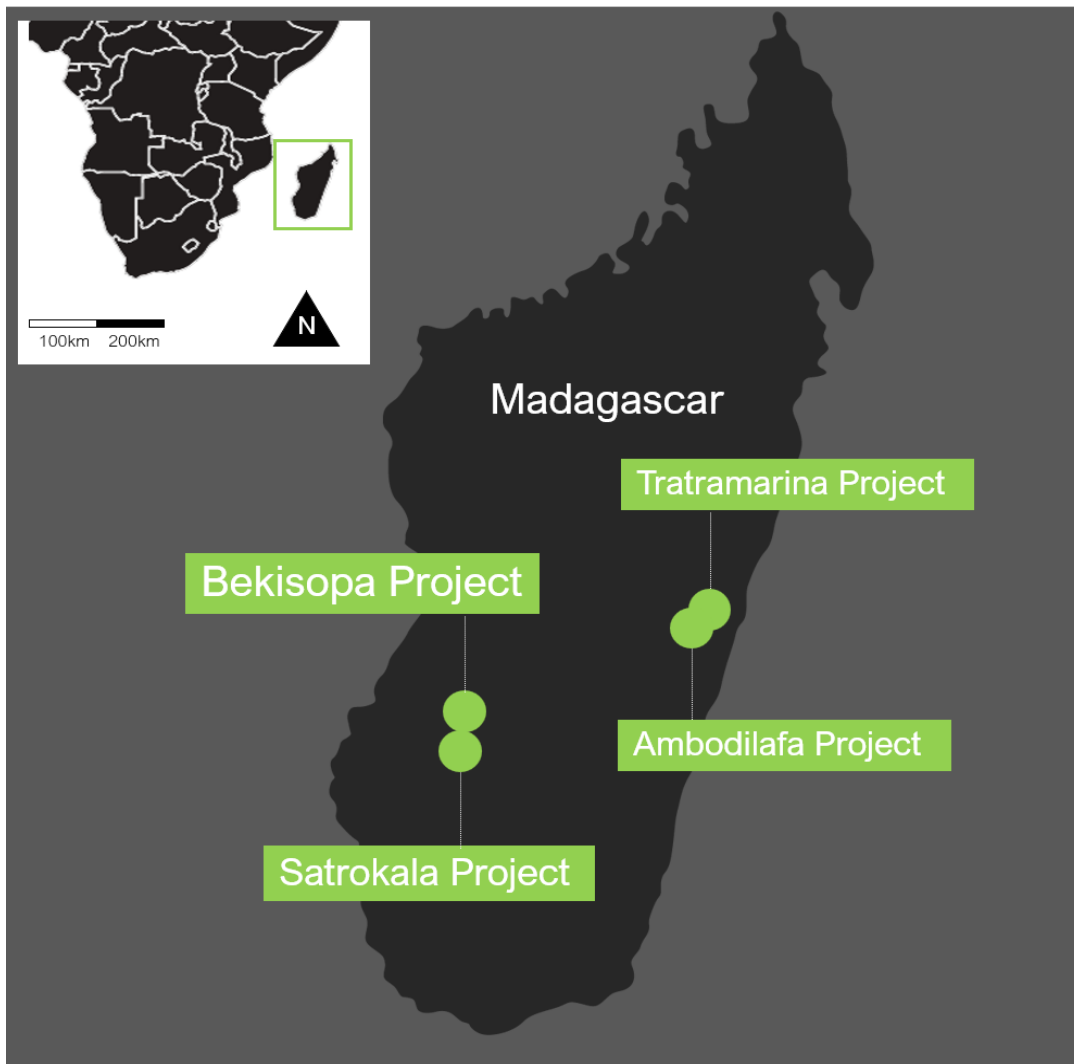 N
100km 200km
Madagascar
Tratramarina Project
Bekisopa Project
Ambodilafa Project
Satrokala Project